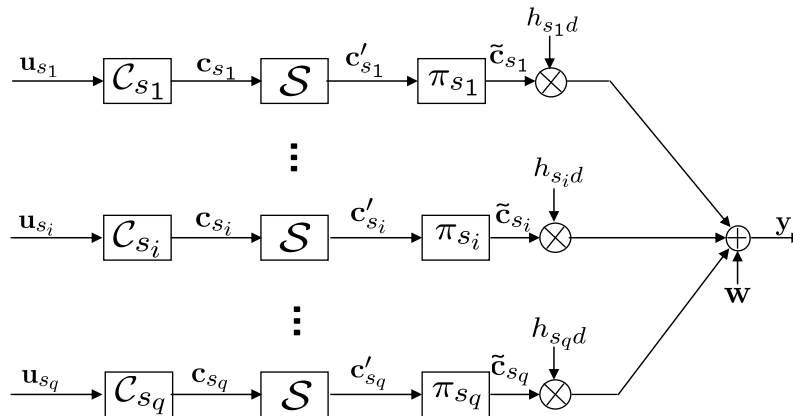 h_{s_1d}
𝐮_{s_1} 𝒞_{s_1} 𝐜_{s_1} 𝒮 𝐜′_{s_1} π_{s_1} 𝐜̃_{s_1}
h_{s_id}
𝐮_{s_i} 𝒞_{s_i} 𝐜_{s_i} 𝒮 𝐜′_{s_i} π_{s_i} 𝐜̃_{s_i} 𝐲
𝐰
h_{s_qd}
𝐮_{s_q} 𝒞_{s_q} 𝐜_{s_q} 𝒮 𝐜′_{s_q} π_{s_q} 𝐜̃_{s_q}